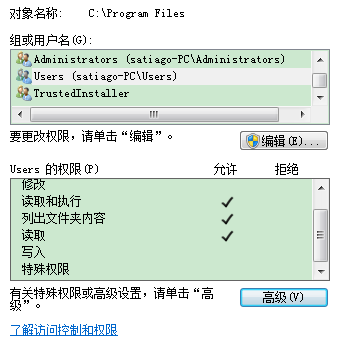 对象名称: C:\Program Files
组或用户名(G):
Administrators (satiago-PC\Administrators)
Users (satiago-PC\Users)
TrustedInstaller
要更改权限，请单击“编辑”。
编辑(E)...
Users 的权限(P) 允许 拒绝
修改
读取和执行
列出文件夹内容
读取
写入
特殊权限
有关特殊权限或高级设置，请单击“高
级”。
高级(V)
了解访问控制和权限